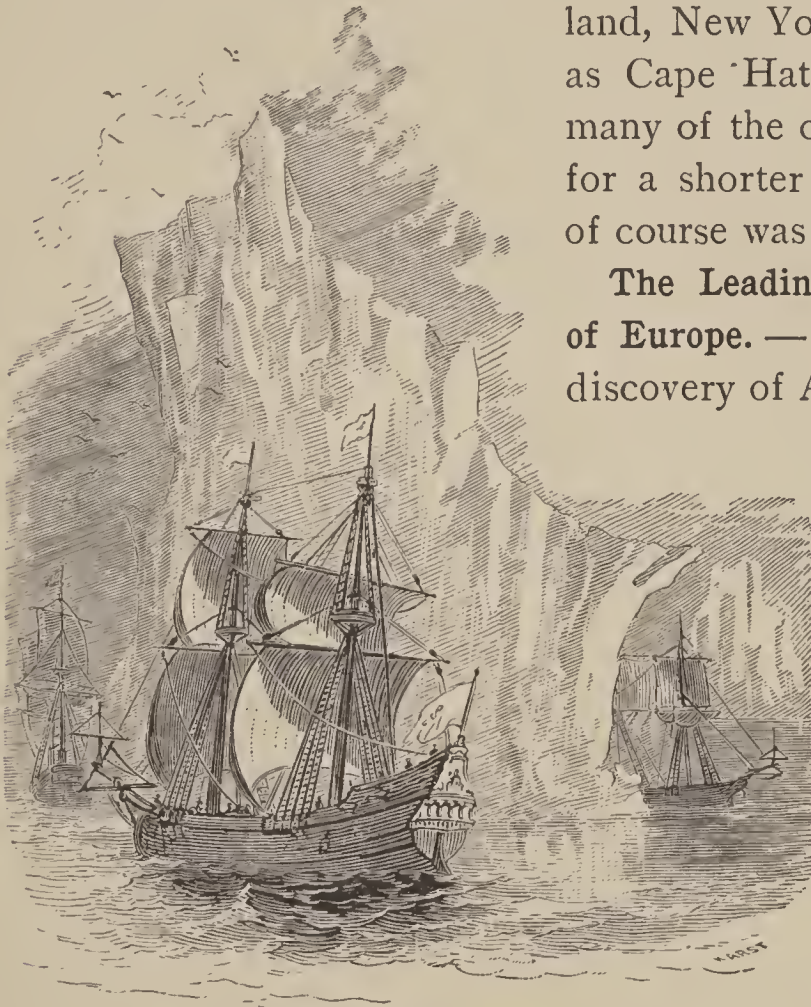 land, New Yo
as Cape Hat
many of the o
for a shorter
of course was
The Leadin
of Europe. —
discovery of A
KARST